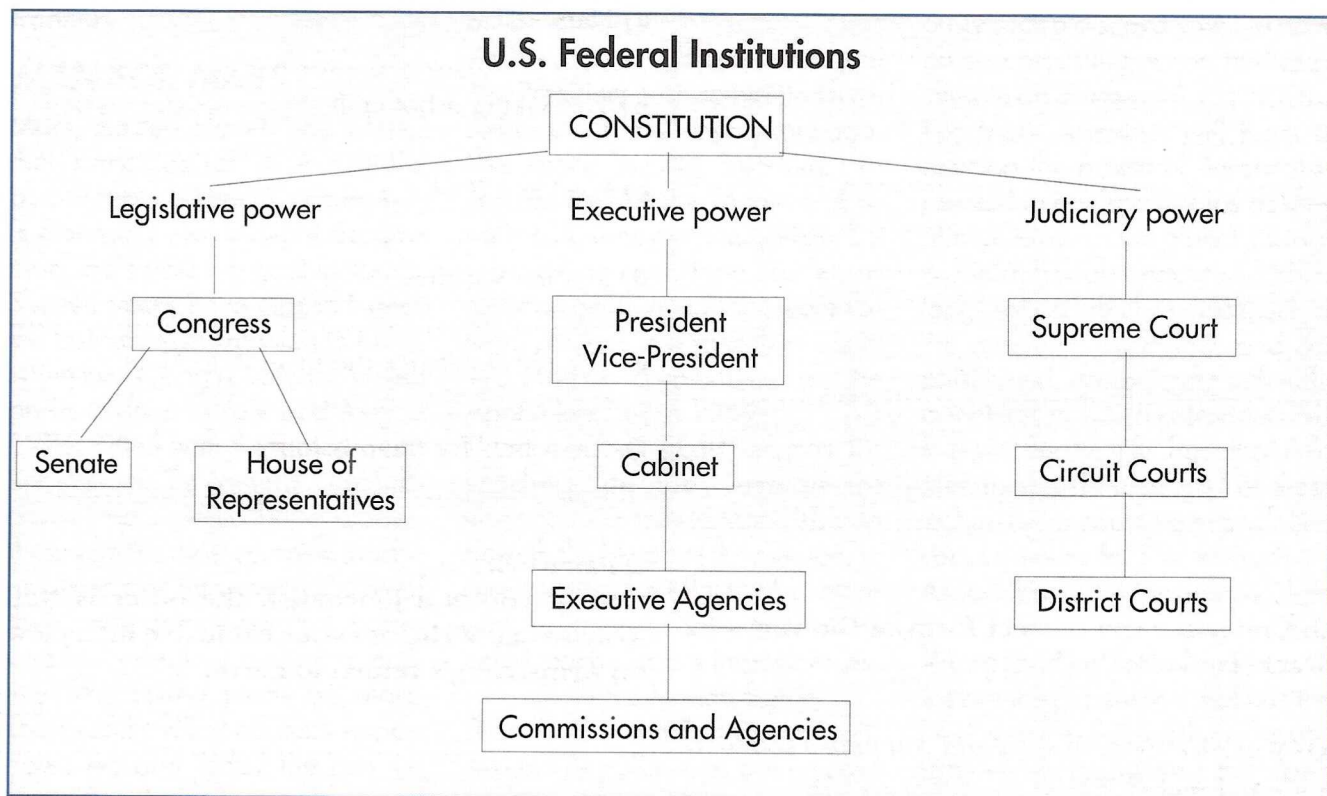 U.S. Federal Institutions
CONSTITUTION
Legislative power
Executive power
Judiciary power
Congress
President
Vice-President
Supreme Court
Senate
House of
Representatives
Cabinet
Circuit Courts
Executive Agencies
District Courts
Commissions and Agencies